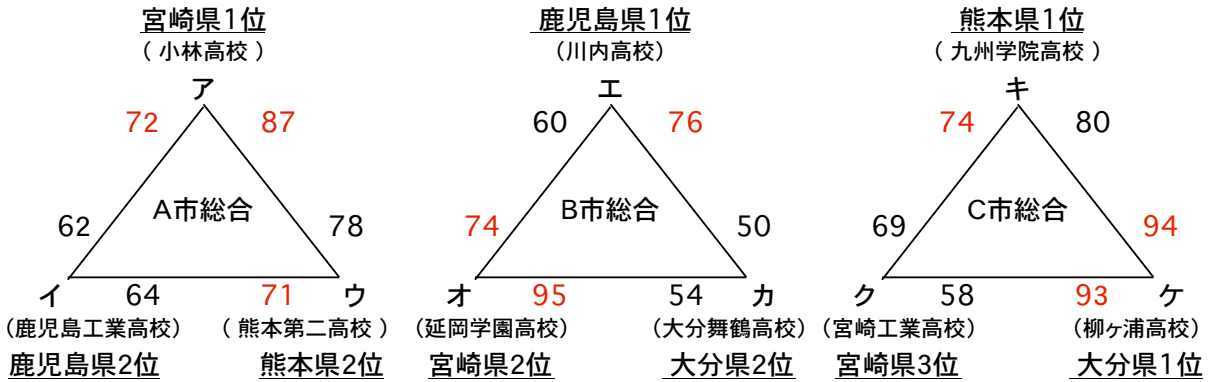 宮崎県1位 鹿児島県1位 熊本県1位
( 小林高校 ) (川内高校) ( 九州学院高校 )
ア エ キ
72 87 60 76 74 80
A市総合 B市総合 C市総合
62 78 74 50 69 94
イ 64 71 ウ オ 95 54 カ ク 58 93 ケ
(鹿児島工業高校) ( 熊本第二高校 ) (延岡学園高校) (大分舞鶴高校) (宮崎工業高校) (柳ヶ浦高校)
鹿児島県2位 熊本県2位 宮崎県2位 大分県2位 宮崎県3位 大分県1位